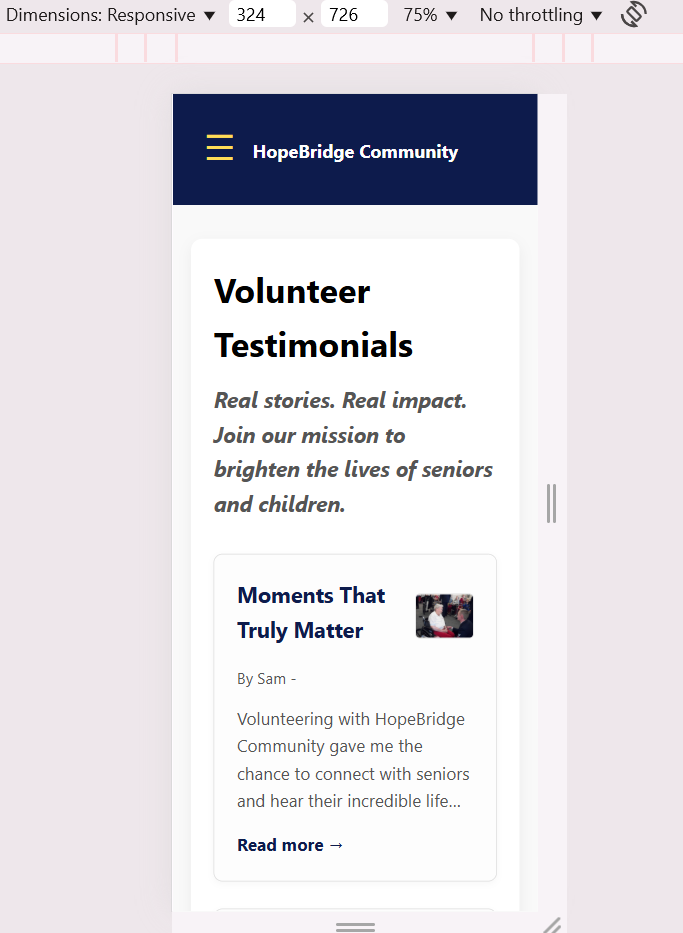 Dimensions: Responsive ▼ 324 × 726 75% ▼ No throttling ▼
☰ HopeBridge Community
Volunteer
Testimonials
Real stories. Real impact.
Join our mission to
brighten the lives of seniors
and children.
Moments That
Truly Matter
By Sam -
Volunteering with HopeBridge
Community gave me the
chance to connect with seniors
and hear their incredible life...
Read more →